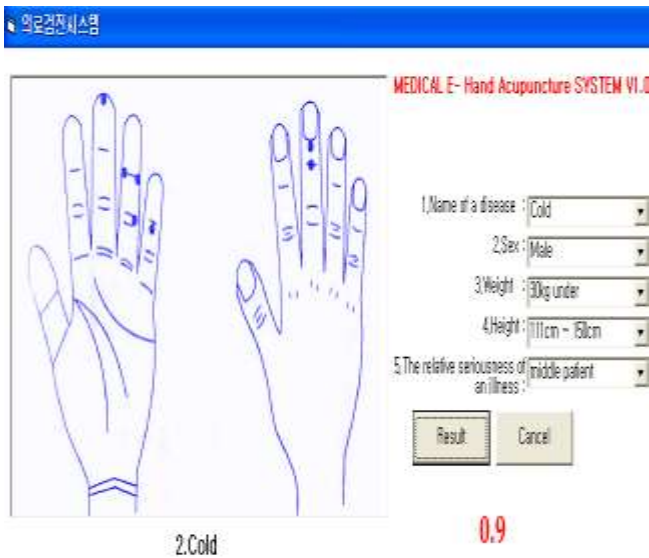 의료검진시스템
MEDICAL E- Hand Acupuncture SYSTEM V1.0
1,Name of a disease : Cold
2,Sex : Male
3,Weight : 30kg under
4,Height : 111cm ~ 150cm
5,The relative seriousness of an illness : middle patient
Result Cancel
2.Cold
0.9